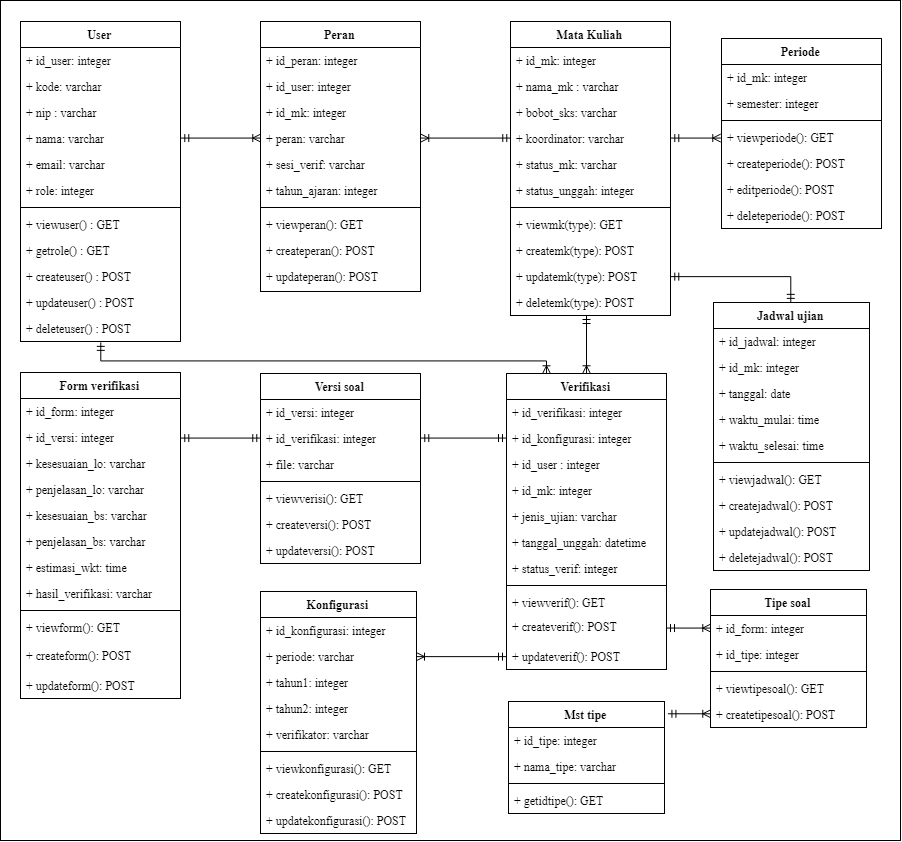 User
+ id_user: integer
+ kode: varchar
+ nip : varchar
+ nama: varchar
+ email: varchar
+ role: integer
+ viewuser() : GET
+ getrole() : GET
+ createuser() : POST
+ updateuser() : POST
+ deleteuser() : POST
Peran
+ id_peran: integer
+ id_user: integer
+ id_mk: integer
+ peran: varchar
+ sesi_verif: varchar
+ tahun_ajaran: integer
+ viewperan(): GET
+ createperan(): POST
+ updateperan(): POST
Mata Kuliah
+ id_mk: integer
+ nama_mk : varchar
+ bobot_sks: varchar
+ koordinator: varchar
+ status_mk: varchar
+ status_unggah: integer
+ viewmk(type): GET
+ createmk(type): POST
+ updatemk(type): POST
+ deletemk(type): POST
Periode
+ id_mk: integer
+ semester: integer
+ viewperiode(): GET
+ createperiode(): POST
+ editperiode(): POST
+ deleteperiode(): POST
Jadwal ujian
+ id_jadwal: integer
+ id_mk: integer
+ tanggal: date
+ waktu_mulai: time
+ waktu_selesai: time
+ viewjadwal(): GET
+ createjadwal(): POST
+ updatejadwal(): POST
+ deletejadwal(): POST
Form verifikasi
+ id_form: integer
+ id_versi: integer
+ kesesuaian_lo: varchar
+ penjelasan_lo: varchar
+ kesesuaian_bs: varchar
+ penjelasan_bs: varchar
+ estimasi_wkt: time
+ hasil_verifikasi: varchar
+ viewform(): GET
+ createform(): POST
+ updateform(): POST
Versi soal
+ id_versi: integer
+ id_verifikasi: integer
+ file: varchar
+ viewverisi(): GET
+ createversi(): POST
+ updateversi(): POST
Verifikasi
+ id_verifikasi: integer
+ id_konfigurasi: integer
+ id_user : integer
+ id_mk: integer
+ jenis_ujian: varchar
+ tanggal_unggah: datetime
+ status_verif: integer
+ viewverif(): GET
+ createverif(): POST
+ updateverif(): POST
Konfigurasi
+ id_konfigurasi: integer
+ periode: varchar
+ tahun1: integer
+ tahun2: integer
+ verifikator: varchar
+ viewkonfigurasi(): GET
+ createkonfigurasi(): POST
+ updatekonfigurasi(): POST
Tipe soal
+ id_form: integer
+ id_tipe: integer
+ viewtipesoal(): GET
+ createtipesoal(): POST
Mst tipe
+ id_tipe: integer
+ nama_tipe: varchar
+ getidtipe(): GET